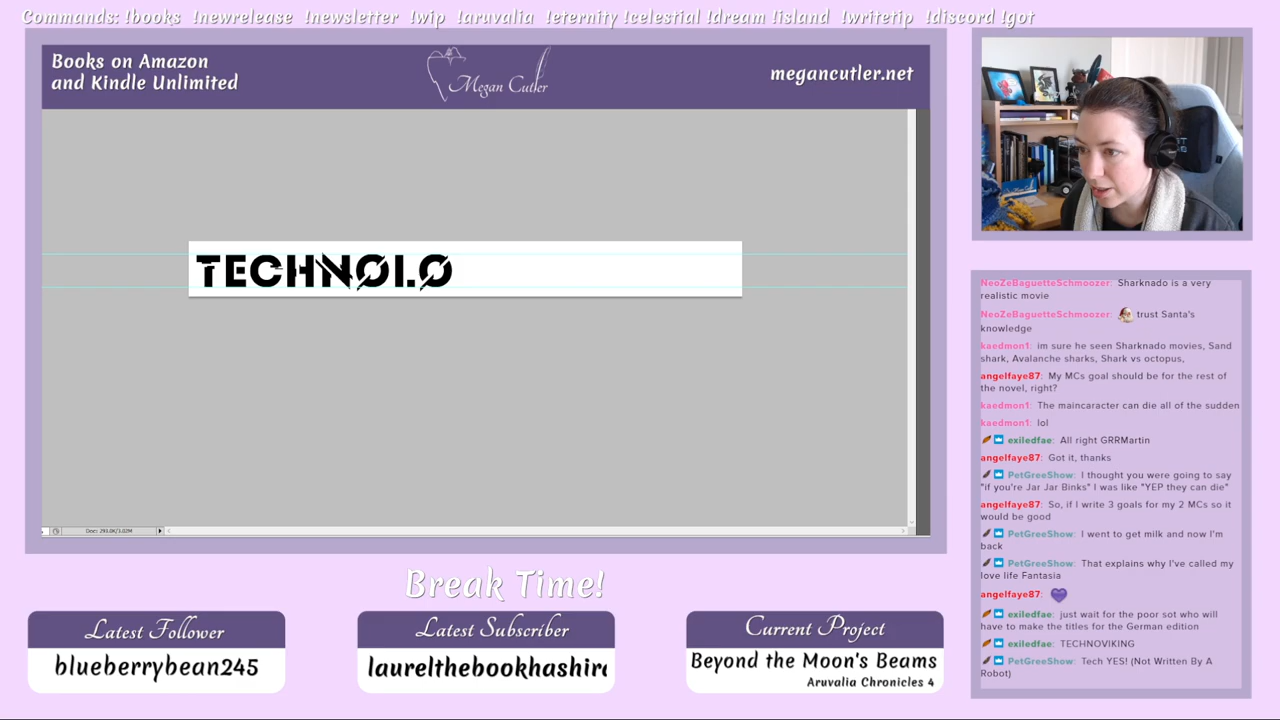 Commands: !books !newrelease !newsletter !wip !aruvalia !eternity !celestial !dream !island !writetip !discord !got
Books on Amazon
and Kindle Unlimited
Megan Cutler
megancutler.net
TECHNOLO
Doc: 293.0K/3.02M
NeoZeBaguetteSchmoozer: Sharknado is a very
realistic movie
NeoZeBaguetteSchmoozer: trust Santa's
knowledge
kaedmon1: im sure he seen Sharknado movies, Sand
shark, Avalanche sharks, Shark vs octopus,
angelfaye87: My MCs goal should be for the rest of
the novel, right?
kaedmon1: The maincaracter can die all of the sudden
kaedmon1: lol
exiledfae: All right GRRMartin
angelfaye87: Got it, thanks
PetGreeShow: I thought you were going to say
"if you're Jar Jar Binks" I was like "YEP they can die"
angelfaye87: So, if I write 3 goals for my 2 MCs so it
would be good
PetGreeShow: I went to get milk and now I'm
back
PetGreeShow: That explains why I've called my
love life Fantasia
angelfaye87:
exiledfae: just wait for the poor sot who will
have to make the titles for the German edition
exiledfae: TECHNOVIKING
PetGreeShow: Tech YES! (Not Written By A
Robot)
Break Time!
Latest Follower
blueberrybean245
Latest Subscriber
laurelthebookhashira
Current Project
Beyond the Moon's Beams
Aruvalia Chronicles 4